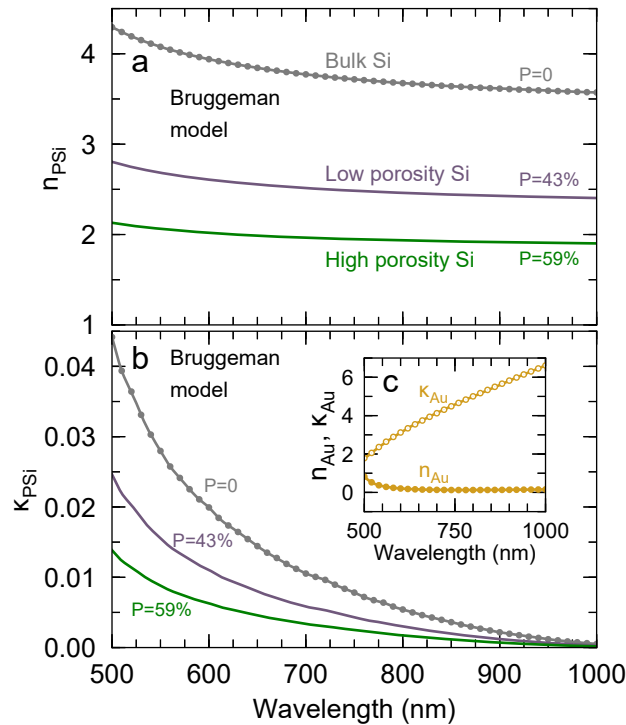 4
3
2
1
n_PSi
a
Bruggeman
model
Bulk Si
P=0
Low porosity Si
P=43%
High porosity Si
P=59%
0.04
0.03
0.02
0.01
0.00
κ_PSi
b
Bruggeman
model
P=0
P=43%
P=59%
c
6
4
2
0
n_Au, κ_Au
κ_Au
n_Au
500 750 1000
Wavelength (nm)
500 600 700 800 900 1000
Wavelength (nm)